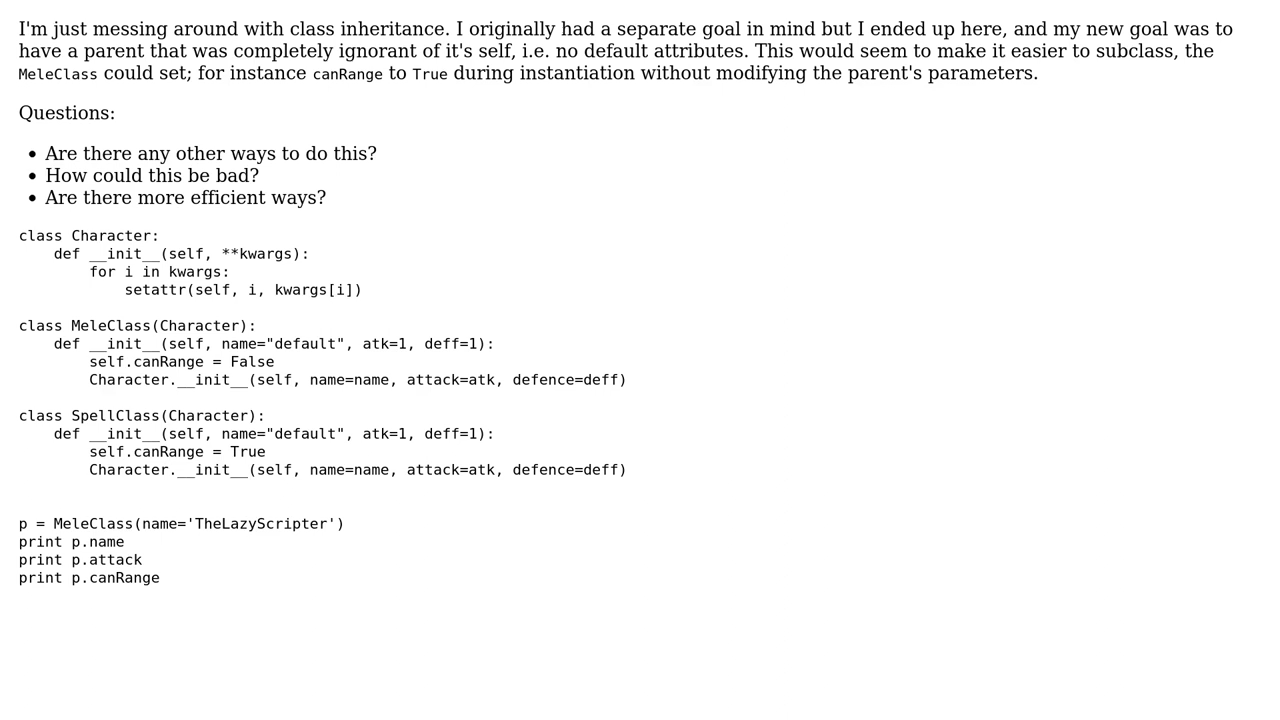 I'm just messing around with class inheritance. I originally had a separate goal in mind but I ended up here, and my new goal was to
have a parent that was completely ignorant of it's self, i.e. no default attributes. This would seem to make it easier to subclass, the
MeleClass could set; for instance canRange to True during instantiation without modifying the parent's parameters.
Questions:
• Are there any other ways to do this?
• How could this be bad?
• Are there more efficient ways?
class Character:
    def __init__(self, **kwargs):
        for i in kwargs:
            setattr(self, i, kwargs[i])
class MeleClass(Character):
    def __init__(self, name="default", atk=1, deff=1):
        self.canRange = False
        Character.__init__(self, name=name, attack=atk, defence=deff)
class SpellClass(Character):
    def __init__(self, name="default", atk=1, deff=1):
        self.canRange = True
        Character.__init__(self, name=name, attack=atk, defence=deff)
p = MeleClass(name='TheLazyScripter')
print p.name
print p.attack
print p.canRange